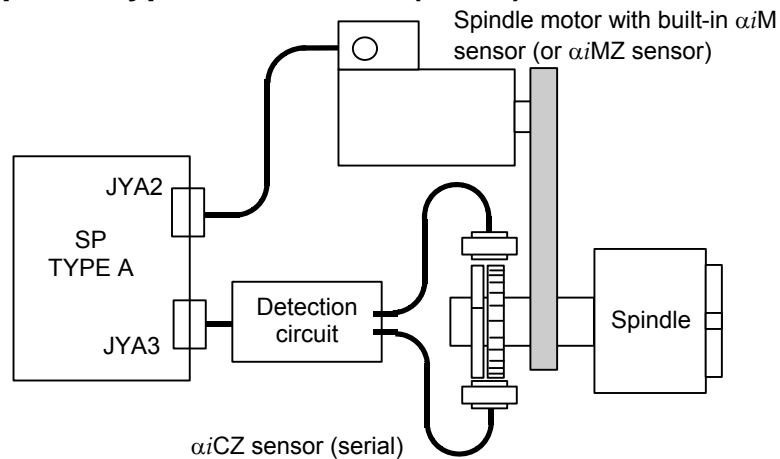 Spindle motor with built-in αiM
sensor (or αiMZ sensor)
JYA2
SP
TYPE A
JYA3
Detection
circuit
Spindle
αiCZ sensor (serial)